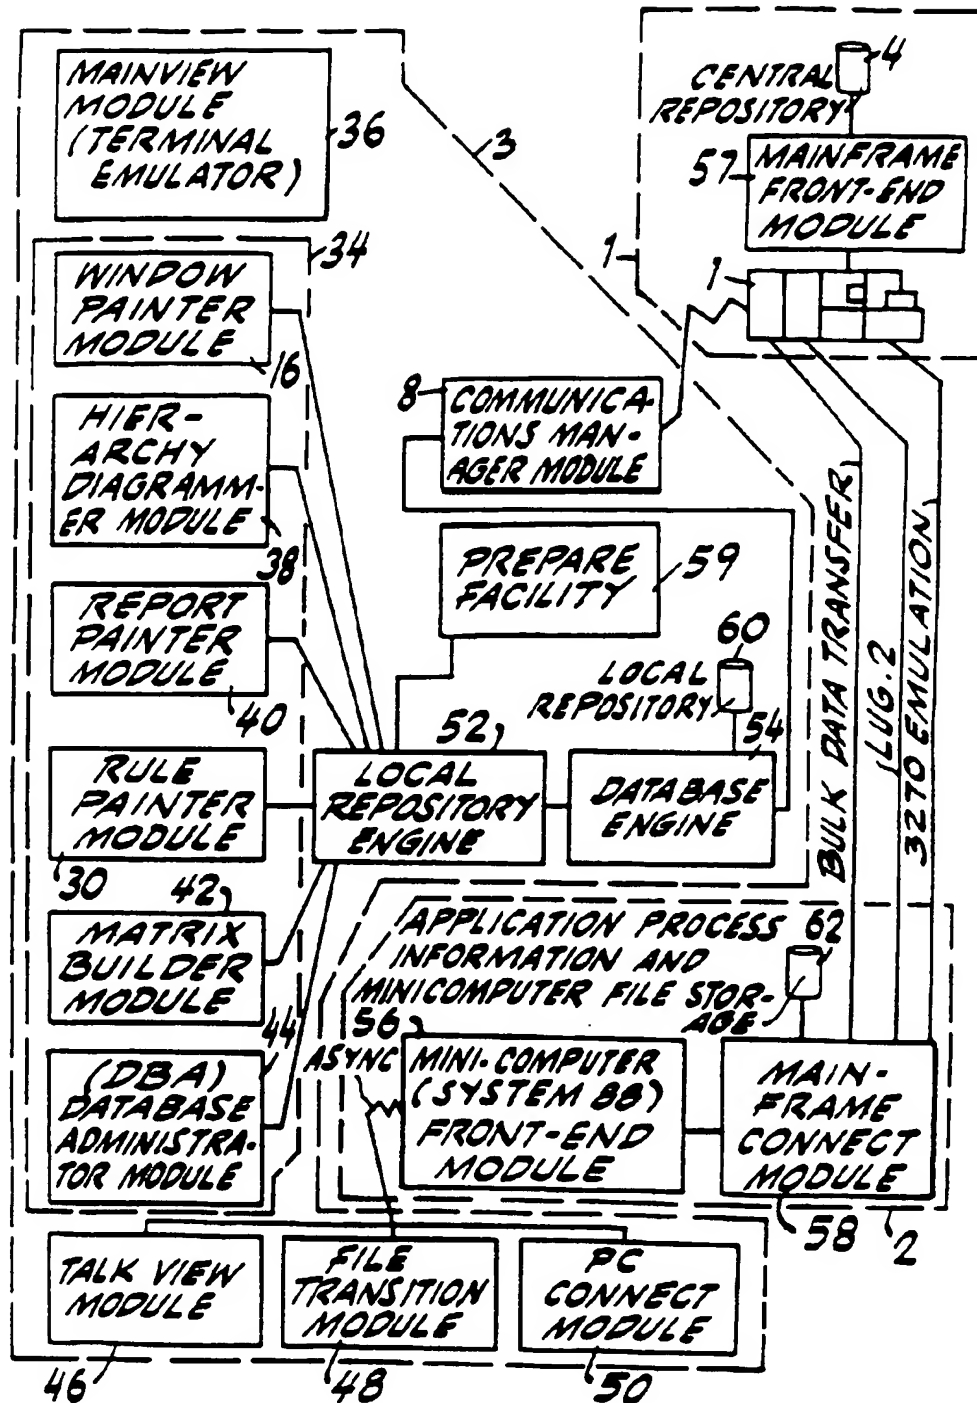 MAINVIEW
MODULE
(TERMINAL
EMULATOR)
36
3
4
CENTRAL
REPOSITORY
57
MAINFRAME
FRONT-END
MODULE
1
1
34
WINDOW
PAINTER
MODULE
16
8
COMMUNICA-
TIONS MAN-
AGER MODULE
HIER-
ARCHY
DIAGRAMM-
ER MODULE
38
PREPARE
FACILITY
59
REPORT
PAINTER
MODULE
40
60
LOCAL
REPOSITORY
52
LOCAL
REPOSITORY
ENGINE
54
DATABASE
ENGINE
BULK DATA TRANSFER
LUG.2
3270 EMULATION
RULE
PAINTER
MODULE
30
42
MATRIX
BUILDER
MODULE
44
(DBA)
DATABASE
ADMINISTRA-
TOR MODULE
APPLICATION PROCESS
INFORMATION AND
MINICOMPUTER FILE STOR-
AGE
62
56
ASYNC
MINI-COMPUTER
(SYSTEM 88)
FRONT-END
MODULE
MAIN-
FRAME
CONNECT
MODULE
58
2
TALK VIEW
MODULE
46
FILE
TRANSITION
MODULE
48
PC
CONNECT
MODULE
50